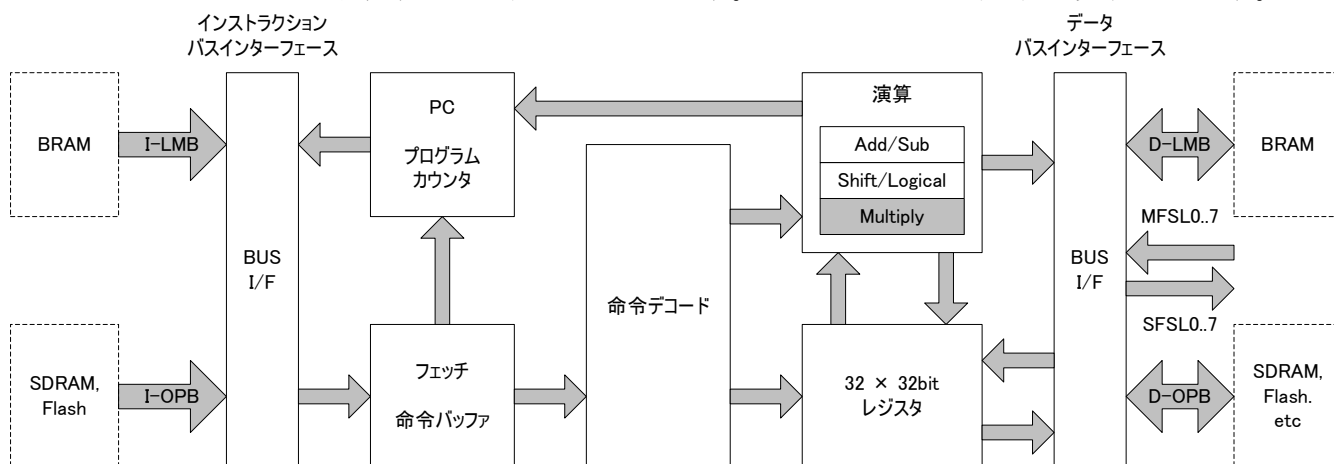 インストラクション
バスインターフェース
データ
バスインターフェース
BRAM
I-LMB
BUS
I/F
SDRAM,
Flash
I-OPB
PC
プログラム
カウンタ
フェッチ
命令バッファ
命令デコード
演算
Add/Sub
Shift/Logical
Multiply
32 × 32bit
レジスタ
BUS
I/F
D-LMB
BRAM
MFSL0..7
SFSL0..7
D-OPB
SDRAM,
Flash.
etc